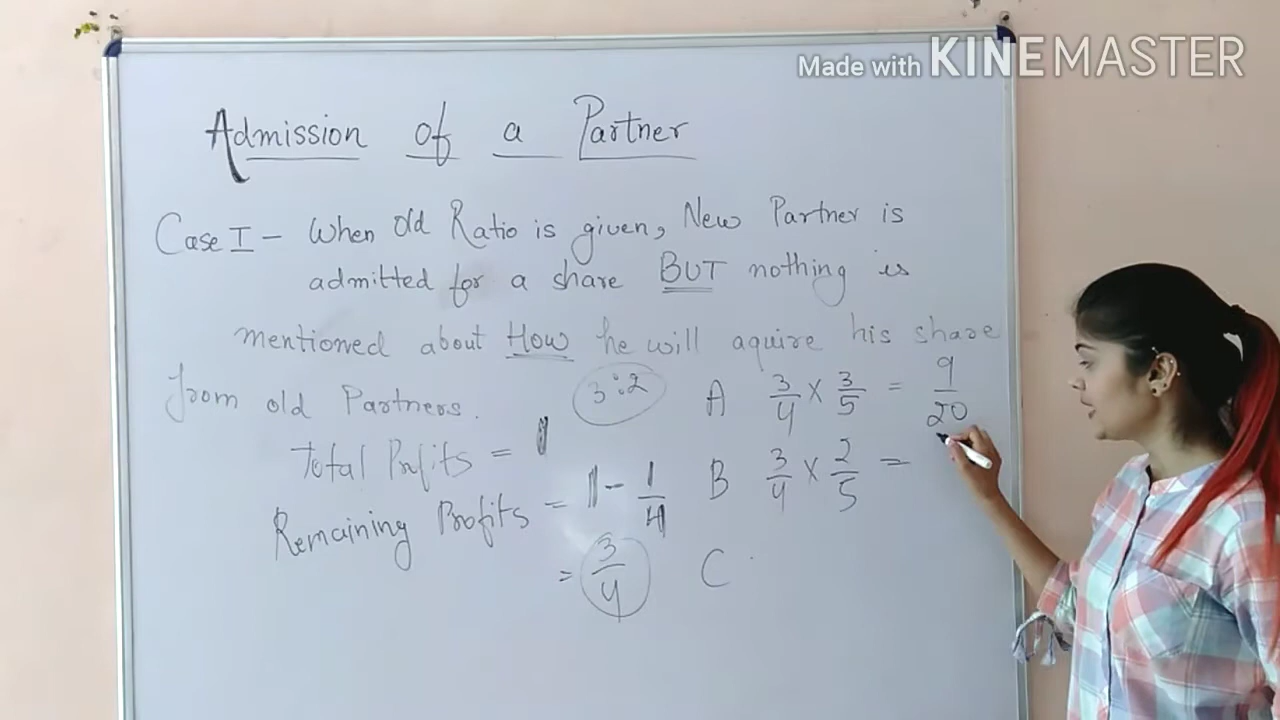 Made with KINEMASTER
Admission of a Partner
Case I - When old Ratio is given, New Partner is
admitted for a share BUT nothing is
mentioned about How he will aquire his share
from old Partners.
3:2
Total Profits = 1
Remaining Profits = 1 - 1/4
= 3/4
A 3/4 × 3/5 = 9/20
B 3/4 × 2/5 =
C